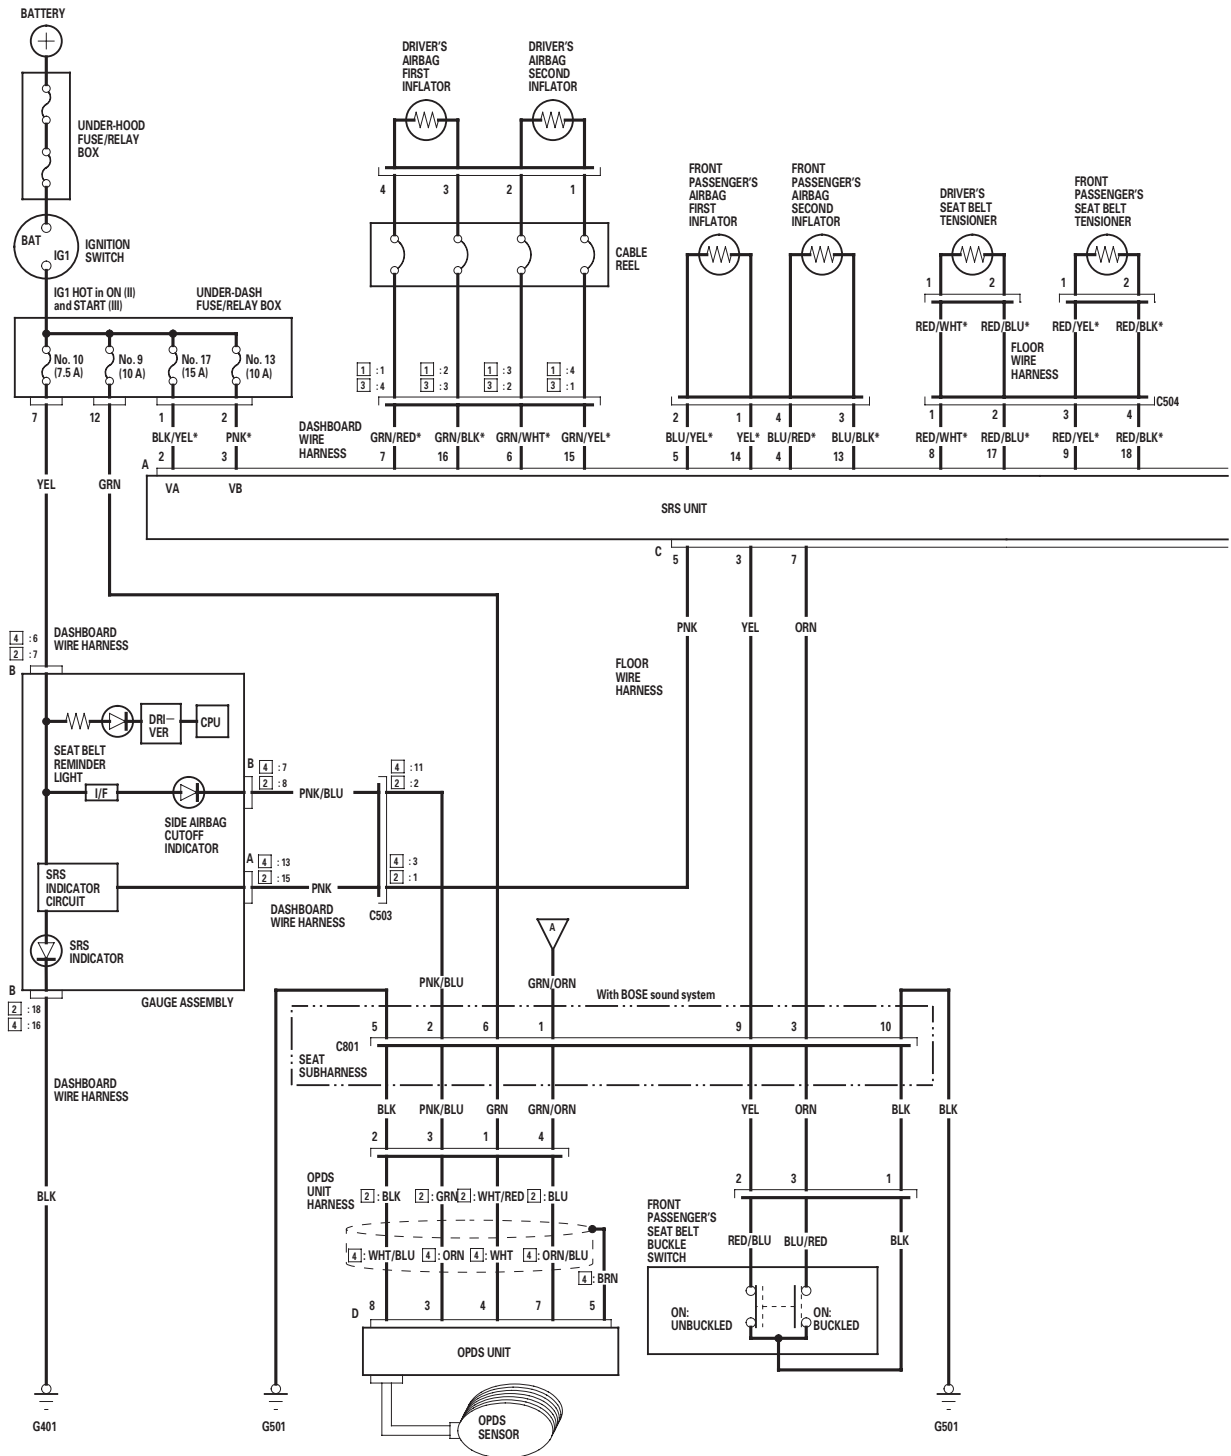 BATTERY
UNDER-HOOD
FUSE/RELAY
BOX
BAT
IG1
IGNITION
SWITCH
IG1 HOT in ON (II)
and START (III)
UNDER-DASH
FUSE/RELAY BOX
No. 10
(7.5 A)
No. 9
(10 A)
No. 17
(15 A)
No. 13
(10 A)
7 12 1 2
BLK/YEL* PNK*
2 3
A
VA VB
YEL GRN
DRIVER'S
AIRBAG
FIRST
INFLATOR
DRIVER'S
AIRBAG
SECOND
INFLATOR
4 3 2 1
CABLE
REEL
1 :1 1 :2 1 :3 1 :4
3 :4 3 :3 3 :2 3 :1
DASHBOARD
WIRE
HARNESS
GRN/RED* GRN/BLK* GRN/WHT* GRN/YEL*
7 16 6 15
FRONT
PASSENGER'S
AIRBAG
FIRST
INFLATOR
FRONT
PASSENGER'S
AIRBAG
SECOND
INFLATOR
2 1 4 3
BLU/YEL* YEL* BLU/RED* BLU/BLK*
5 14 4 13
DRIVER'S
SEAT BELT
TENSIONER
FRONT
PASSENGER'S
SEAT BELT
TENSIONER
1 2 1 2
RED/WHT* RED/BLU* RED/YEL* RED/BLK*
FLOOR
WIRE
HARNESS
C504
1 2 3 4
RED/WHT* RED/BLU* RED/YEL* RED/BLK*
8 17 9 18
SRS UNIT
C
5 3 7
PNK YEL ORN
FLOOR
WIRE
HARNESS
4 :6
2 :7
B
DASHBOARD
WIRE HARNESS
DRI–
VER
CPU
SEAT BELT
REMINDER
LIGHT
I/F
SIDE AIRBAG
CUTOFF
INDICATOR
B
4 :7
2 :8
PNK/BLU
4 :11
2 :2
SRS
INDICATOR
CIRCUIT
A
4 :13
2 :15
PNK
4 :3
2 :1
DASHBOARD
WIRE HARNESS
C503
SRS
INDICATOR
GAUGE ASSEMBLY
B
2 :18
4 :16
DASHBOARD
WIRE HARNESS
BLK
G401
A
PNK/BLU GRN/ORN
With BOSE sound system
5 2 6 1 9 3 10
C801
SEAT
SUBHARNESS
BLK PNK/BLU GRN GRN/ORN YEL ORN BLK BLK
2 3 1 4
OPDS
UNIT
HARNESS
2 : BLK 2 : GRN 2 : WHT/RED 2 : BLU
4 : WHT/BLU 4 : ORN 4 : WHT 4 : ORN/BLU
4 : BRN
D
8 3 4 7 5
OPDS UNIT
OPDS
SENSOR
G501
2 3 1
FRONT
PASSENGER'S
SEAT BELT
BUCKLE
SWITCH
RED/BLU BLU/RED BLK
ON:
UNBUCKLED
ON:
BUCKLED
G501